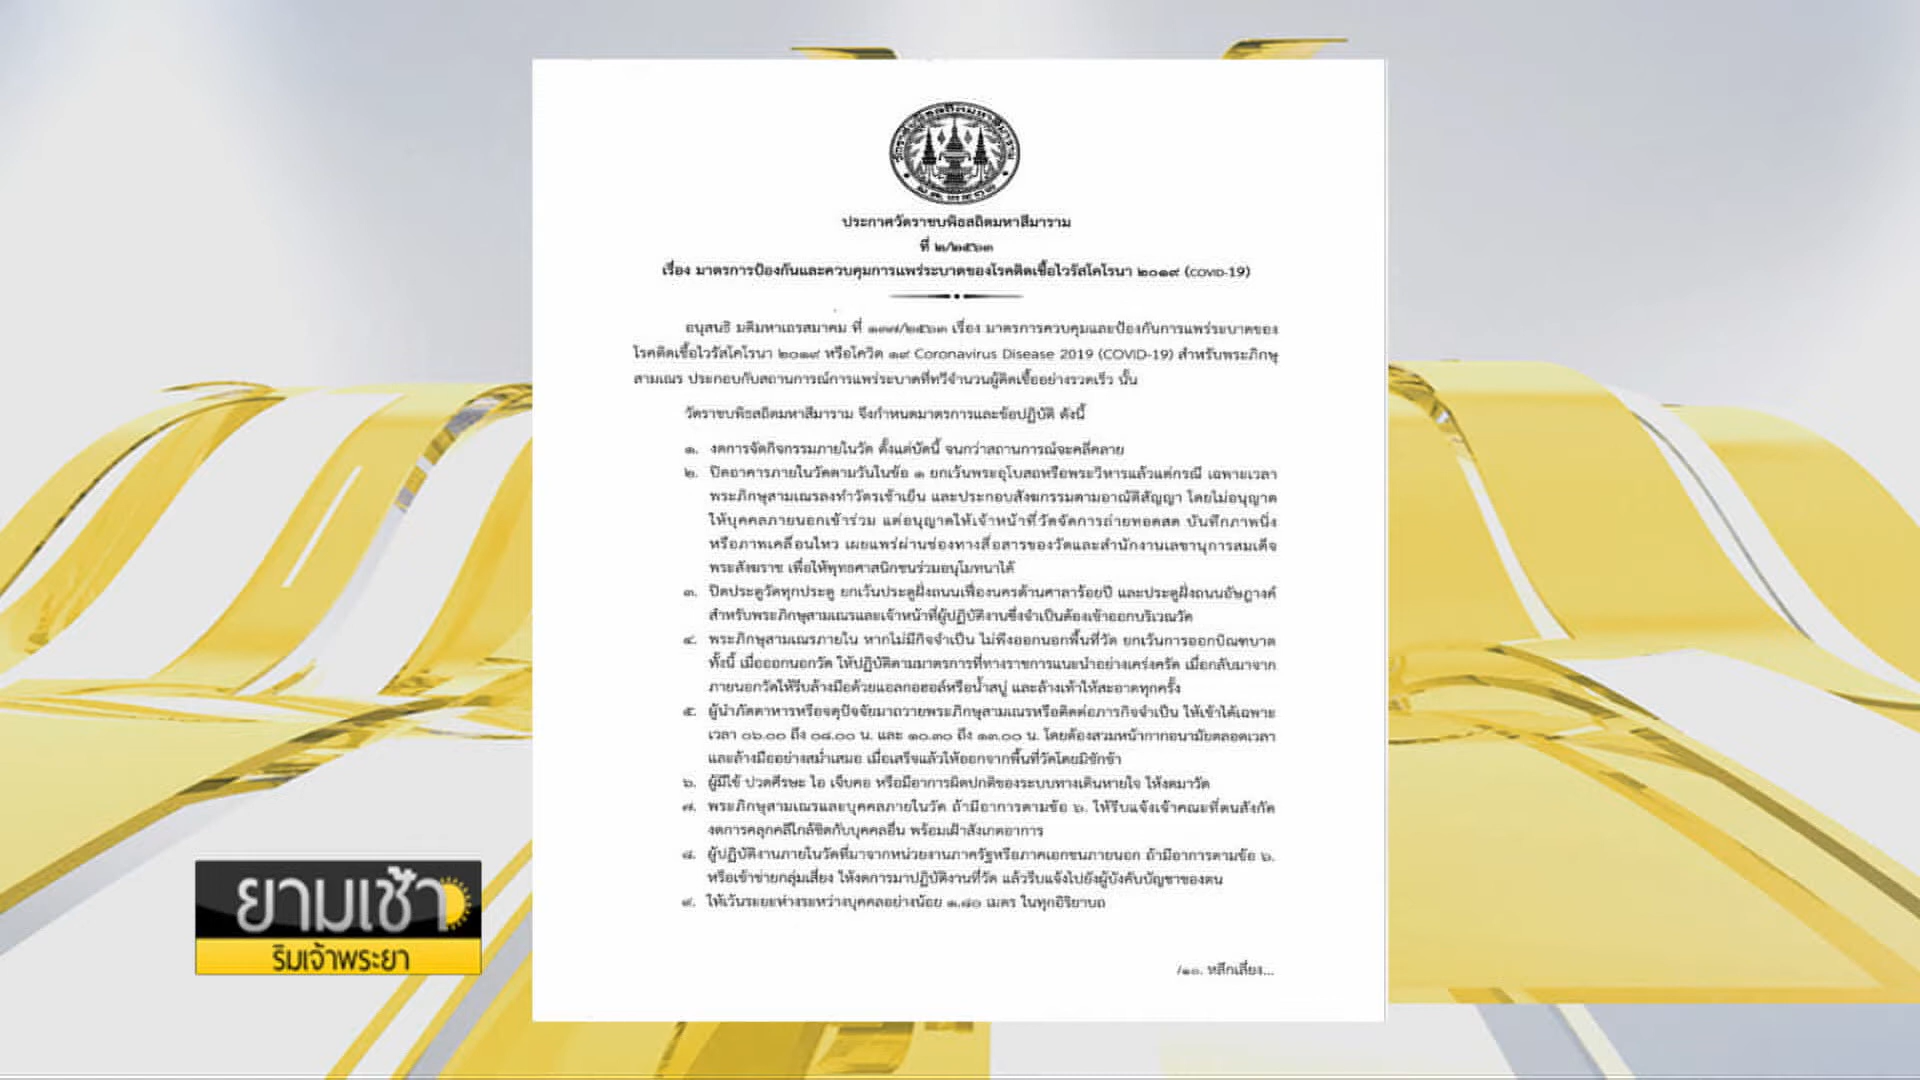 ประกาศวัดราชบพิธสถิตมหาสีมาราม
ที่ ๒/๒๕๖๓
เรื่อง มาตรการป้องกันและควบคุมการแพร่ระบาดของโรคติดเชื้อไวรัสโคโรนา ๒๐๑๙ (COVID-19)
อนุสนธิ มติมหาเถรสมาคม ที่ ๑๓๗/๒๕๖๓ เรื่อง มาตรการควบคุมและป้องกันการแพร่ระบาดของ
โรคติดเชื้อไวรัสโคโรนา ๒๐๑๙ หรือโควิด ๑๙ Coronavirus Disease 2019 (COVID-19) สำหรับพระภิกษุ
สามเณร ประกอบกับสถานการณ์การแพร่ระบาดที่ทวีจำนวนผู้ติดเชื้ออย่างรวดเร็ว นั้น
วัดราชบพิธสถิตมหาสีมาราม จึงกำหนดมาตรการและข้อปฏิบัติ ดังนี้
๑. งดการจัดกิจกรรมภายในวัด ตั้งแต่บัดนี้ จนกว่าสถานการณ์จะคลี่คลาย
๒. ปิดอาคารภายในวัดตามวันในข้อ ๑ ยกเว้นพระอุโบสถหรือพระวิหารแล้วแต่กรณี เฉพาะเวลา
พระภิกษุสามเณรลงทำวัตรเช้าเย็น และประกอบสังฆกรรมตามอาณัติสัญญา โดยไม่อนุญาต
ให้บุคคลภายนอกเข้าร่วม แต่อนุญาตให้เจ้าหน้าที่วัดจัดการถ่ายทอดสด บันทึกภาพนิ่ง
หรือภาพเคลื่อนไหว เผยแพร่ผ่านช่องทางสื่อสารของวัดและสำนักงานเลขานุการสมเด็จ
พระสังฆราช เพื่อให้พุทธศาสนิกชนร่วมอนุโมทนาได้
๓. ปิดประตูวัดทุกประตู ยกเว้นประตูฝั่งถนนเฟื่องนครด้านศาลาร้อยปี และประตูฝั่งถนนอัษฎางค์
สำหรับพระภิกษุสามเณรและเจ้าหน้าที่ผู้ปฏิบัติงานซึ่งจำเป็นต้องเข้าออกบริเวณวัด
๔. พระภิกษุสามเณรภายใน หากไม่มีกิจจำเป็น ไม่พึงออกนอกพื้นที่วัด ยกเว้นการออกบิณฑบาต
ทั้งนี้ เมื่อออกนอกวัด ให้ปฏิบัติตามมาตรการที่ทางราชการแนะนำอย่างเคร่งครัด เมื่อกลับมาจาก
ภายนอกวัดให้รีบล้างมือด้วยแอลกอฮอล์หรือน้ำสบู่ และล้างเท้าให้สะอาดทุกครั้ง
๕. ผู้นำภัตตาหารหรือจตุปัจจัยมาถวายพระภิกษุสามเณรหรือติดต่อภารกิจจำเป็น ให้เข้าได้เฉพาะ
เวลา ๐๖.๐๐ ถึง ๐๘.๐๐ น. และ ๑๐.๓๐ ถึง ๑๓.๐๐ น. โดยต้องสวมหน้ากากอนามัยตลอดเวลา
และล้างมืออย่างสม่ำเสมอ เมื่อเสร็จแล้วให้ออกจากพื้นที่วัดโดยมิชักช้า
๖. ผู้มีไข้ ปวดศีรษะ ไอ เจ็บคอ หรือมีอาการผิดปกติของระบบทางเดินหายใจ ให้งดมาวัด
๗. พระภิกษุสามเณรและบุคคลภายในวัด ถ้ามีอาการตามข้อ ๖. ให้รีบแจ้งเจ้าคณะที่ตนสังกัด
งดการคลุกคลีใกล้ชิดกับบุคคลอื่น พร้อมเฝ้าสังเกตอาการ
๘. ผู้ปฏิบัติงานภายในวัดที่มาจากหน่วยงานภาครัฐหรือภาคเอกชนภายนอก ถ้ามีอาการตามข้อ ๖.
หรือเข้าข่ายกลุ่มเสี่ยง ให้งดการมาปฏิบัติงานที่วัด แล้วรีบแจ้งไปยังผู้บังคับบัญชาของตน
๙. ให้เว้นระยะห่างระหว่างบุคคลอย่างน้อย ๑.๘๐ เมตร ในทุกอิริยาบถ
/๑๐. หลีกเลี่ยง...
ยามเช้า
ริมเจ้าพระยา